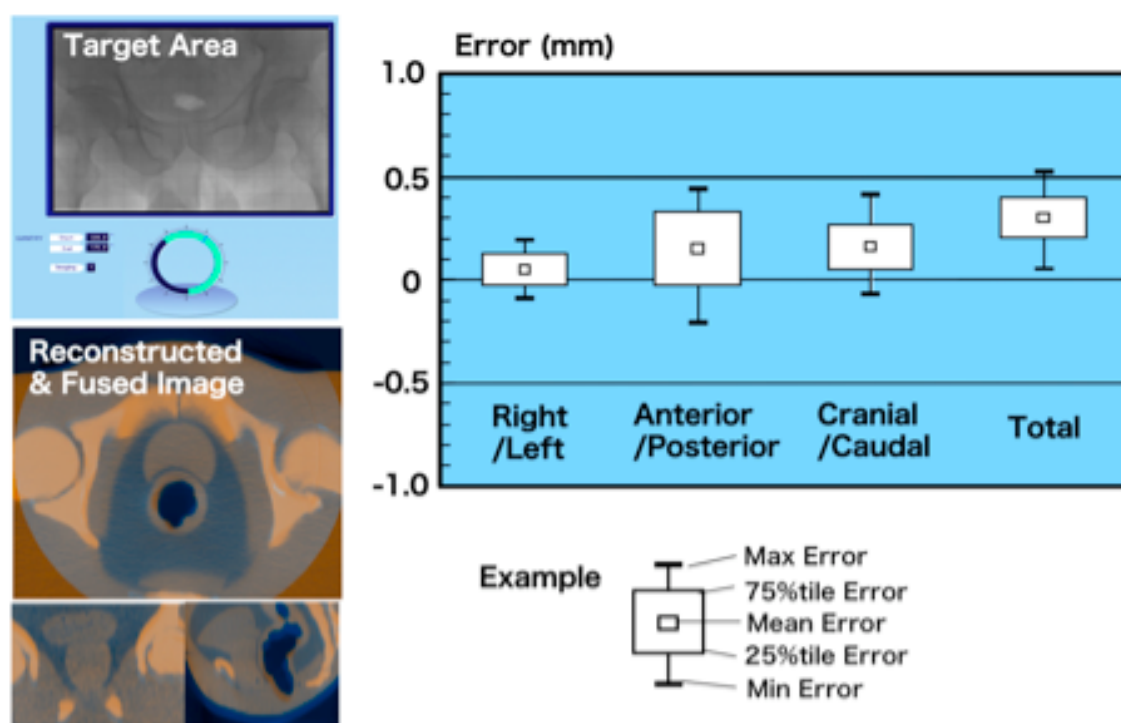 Target Area
Reconstructed
& Fused Image
Error (mm)
1.0
0.5
0
-0.5
-1.0
Right
/Left
Anterior
/Posterior
Cranial
/Caudal
Total
Example
Max Error
75%tile Error
Mean Error
25%tile Error
Min Error